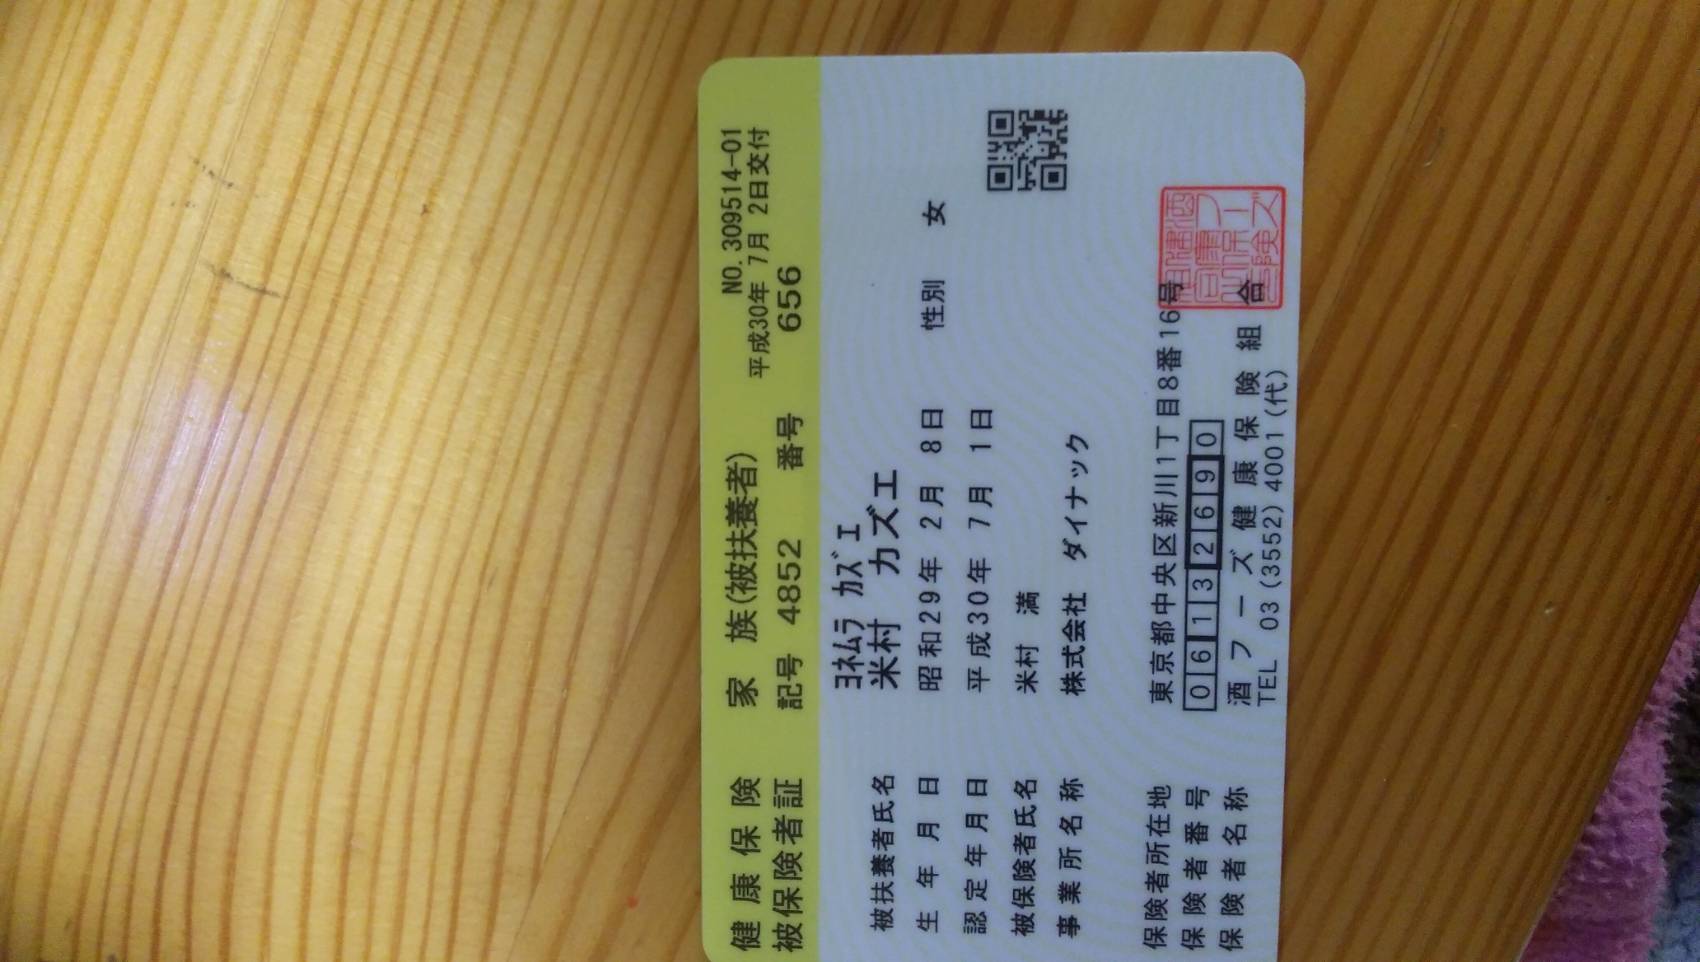 健康保険 家族(被扶養者) NO.309514-01
被保険者証 平成30年 7月 2日交付
記号 4852 番号 656
ヨネムラ カズエ
被扶養者氏名 米村 カズエ
生年月日 昭和29年 2月 8日 性別 女
認定年月日 平成30年 7月 1日
被保険者氏名 米村 満
事業所名称 株式会社 ダイナック
保険者所在地 東京都中央区新川1丁目8番16号
保険者番号 06132690
保険者名称 酒フーズ健康保険組合
TEL 03(3552)4001(代)